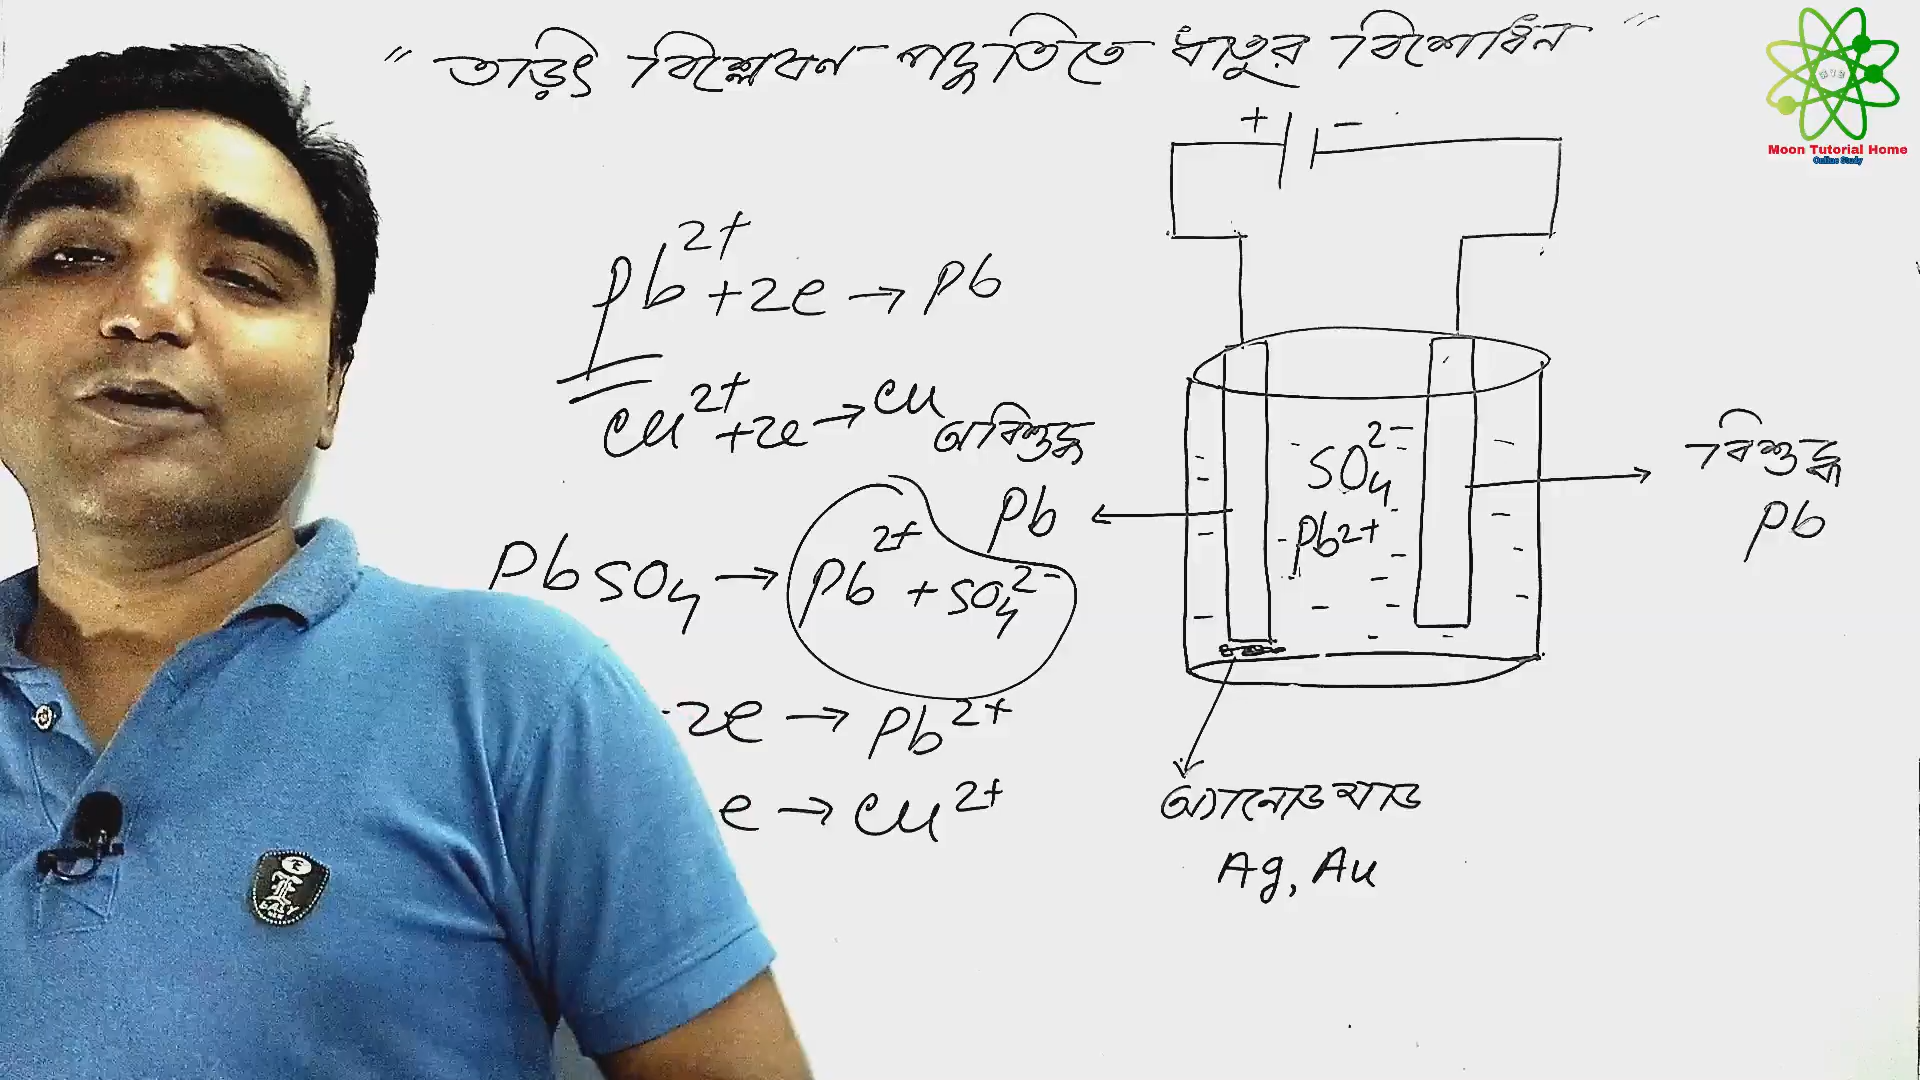 " তড়িৎ বিশ্লেষণ পদ্ধতিতে ধাতুর বিশোধন "
Moon Tutorial Home
Online Study
+ −
Pb²⁺ + 2e → Pb
Cu²⁺ + 2e → Cu
অবিশুদ্ধ
Pb
বিশুদ্ধ
Pb
SO₄²⁻
Pb²⁺
PbSO₄ → Pb²⁺ + SO₄²⁻
-2e → Pb²⁺
e → Cu²⁺
অ্যানোড মাড
Ag, Au